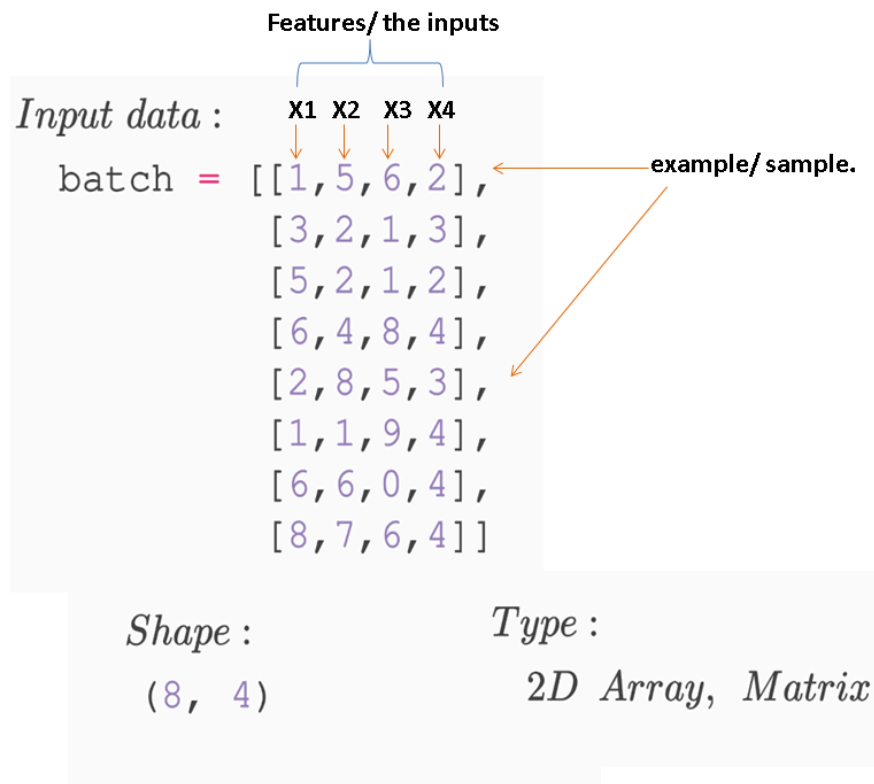 Features/ the inputs
Input data :
X1 X2 X3 X4
example/ sample.
batch = [[1,5,6,2],
[3,2,1,3],
[5,2,1,2],
[6,4,8,4],
[2,8,5,3],
[1,1,9,4],
[6,6,0,4],
[8,7,6,4]]
Shape :
(8, 4)
Type :
2D Array, Matrix